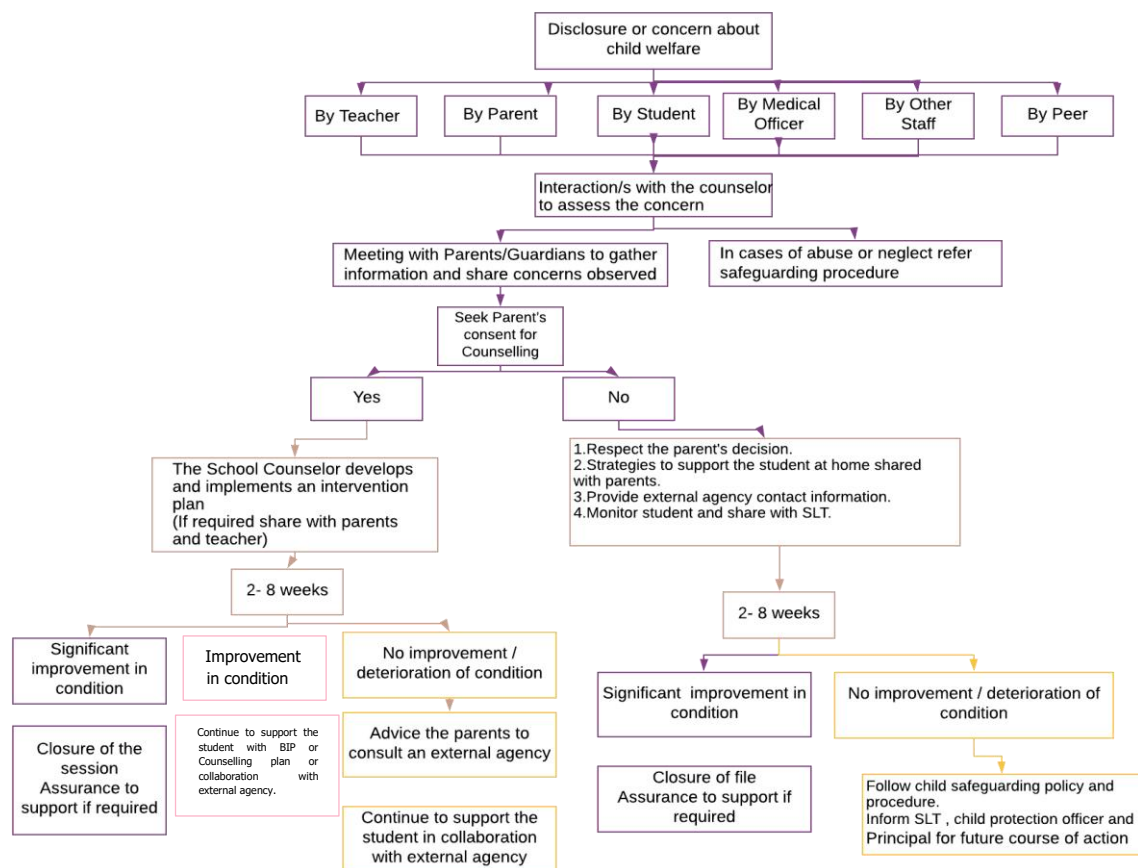 Disclosure or concern about
child welfare
By Teacher
By Parent
By Student
By Medical
Officer
By Other
Staff
By Peer
Interaction/s with the counselor
to assess the concern
Meeting with Parents/Guardians to gather
information and share concerns observed
In cases of abuse or neglect refer
safeguarding procedure
Seek Parent's
consent for
Counselling
Yes
No
The School Counselor develops
and implements an intervention
plan
(If required share with parents
and teacher)
1.Respect the parent's decision.
2.Strategies to support the student at home shared
with parents.
3.Provide external agency contact information.
4.Monitor student and share with SLT.
2- 8 weeks
2- 8 weeks
Significant
improvement in
condition
Improvement
in condition
No improvement /
deterioration of condition
Significant improvement in
condition
No improvement / deterioration of
condition
Closure of the
session
Assurance to
support if required
Continue to support the
student with BIP or
Counselling plan or
collaboration with
external agency.
Advice the parents to
consult an external agency
Continue to support the
student in collaboration
with external agency
Closure of file
Assurance to support if
required
Follow child safeguarding policy and
procedure.
Inform SLT , child protection officer and
Principal for future course of action